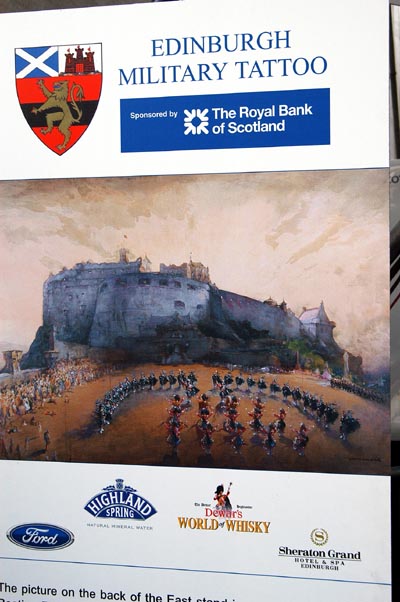 EDINBURGH
MILITARY TATTOO
Sponsored by
The Royal Bank
of Scotland
HIGHLAND
SPRING
NATURAL MINERAL WATER
Dewar's
WORLD of WHISKY
Ford
S
Sheraton Grand
HOTEL & SPA
EDINBURGH
The picture on the back of the East stand